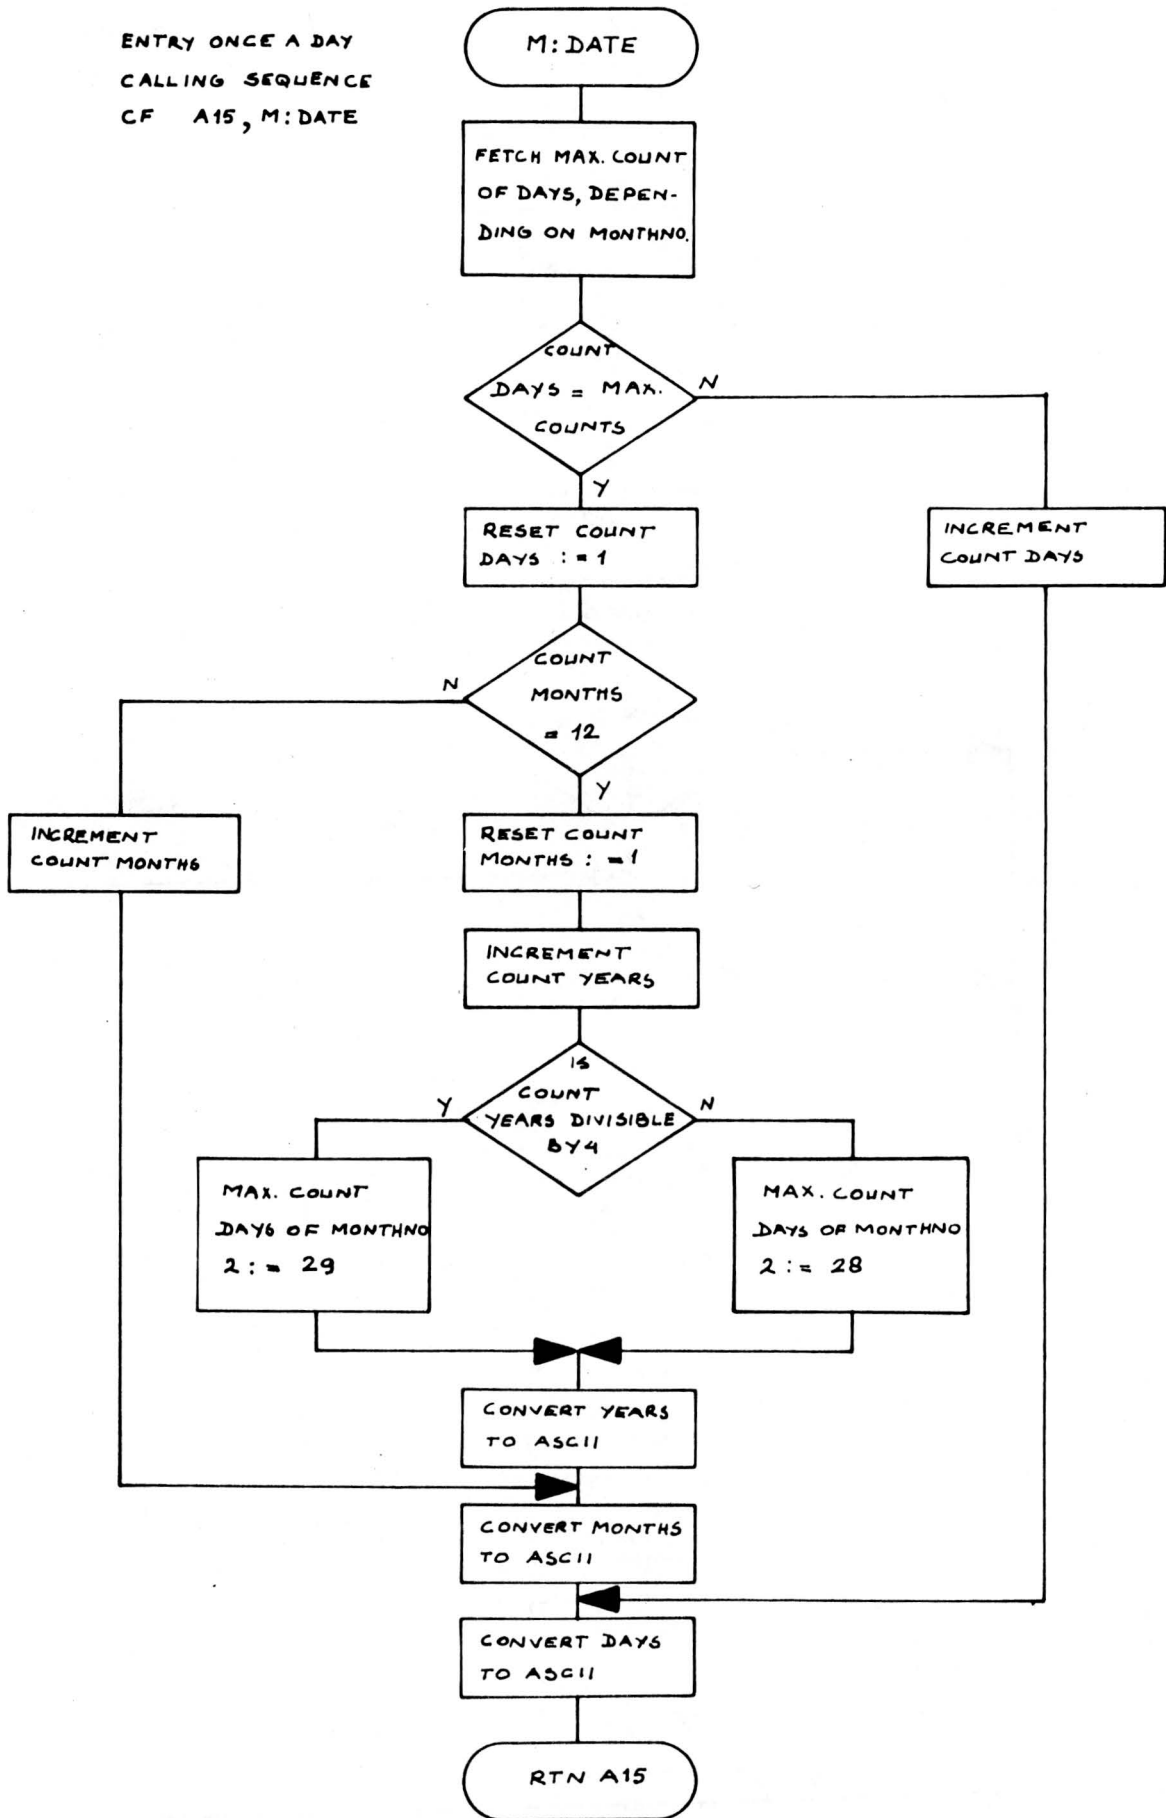 ENTRY ONCE A DAY
CALLING SEQUENCE
CF A15, M:DATE
M:DATE
FETCH MAX. COUNT
OF DAYS, DEPEN-
DING ON MONTHNO.
COUNT
DAYS = MAX.
COUNTS
N
Y
RESET COUNT
DAYS := 1
INCREMENT
COUNT DAYS
COUNT
MONTHS
= 12
N
Y
INCREMENT
COUNT MONTHS
RESET COUNT
MONTHS := 1
INCREMENT
COUNT YEARS
IS
COUNT
YEARS DIVISIBLE
BY 4
Y
N
MAX. COUNT
DAYS OF MONTHNO
2 := 29
MAX. COUNT
DAYS OF MONTHNO
2 := 28
CONVERT YEARS
TO ASCII
CONVERT MONTHS
TO ASCII
CONVERT DAYS
TO ASCII
RTN A15